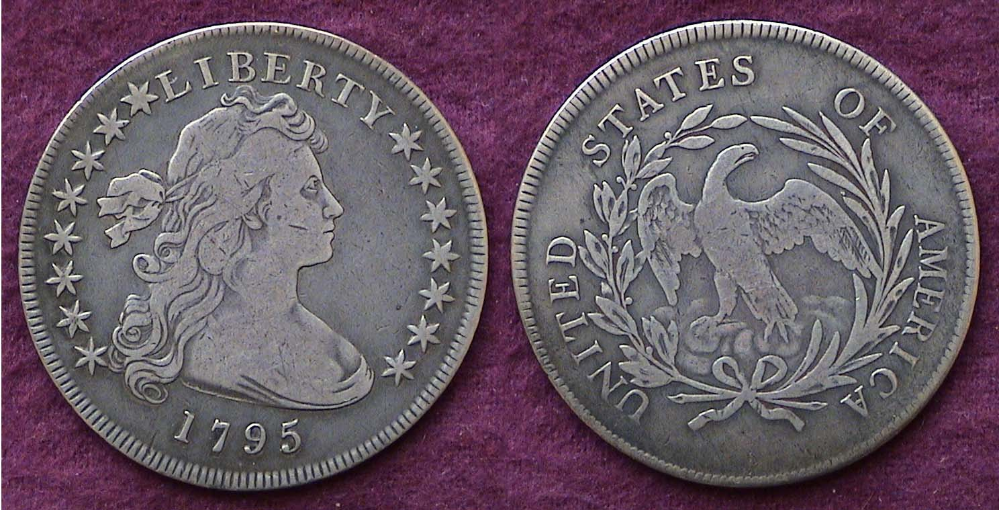 LIBERTY
1795
UNITED STATES OF AMERICA